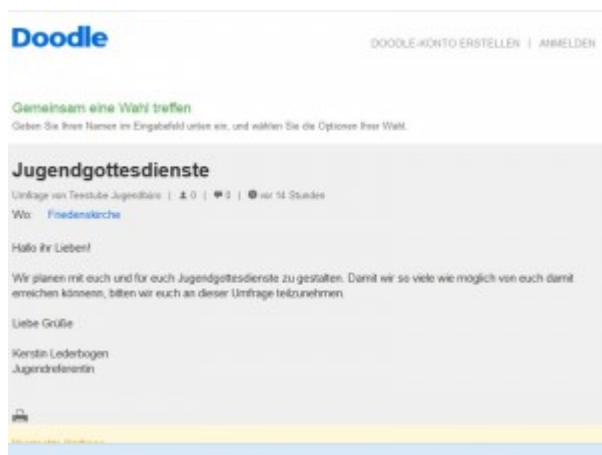 Doodle
DOODLE-KONTO ERSTELLEN | ANMELDEN
Gemeinsam eine Wahl treffen
Geben Sie Ihren Namen im Eingabefeld unten ein, und wählen Sie die Optionen Ihrer Wahl.
Jugendgottesdienste
Umfrage von Teestube Jugendbüro | 0 | 0 | vor 14 Stunden
Wo: Friedenskirche
Hallo ihr Lieben!
Wir planen mit euch und für euch Jugendgottesdienste zu gestalten. Damit wir so viele wie möglich von euch damit
erreichen könnenn, bitten wir euch an dieser Umfrage teilzunehmen.
Liebe Grüße
Kerstin Lederbogen
Jugendreferentin